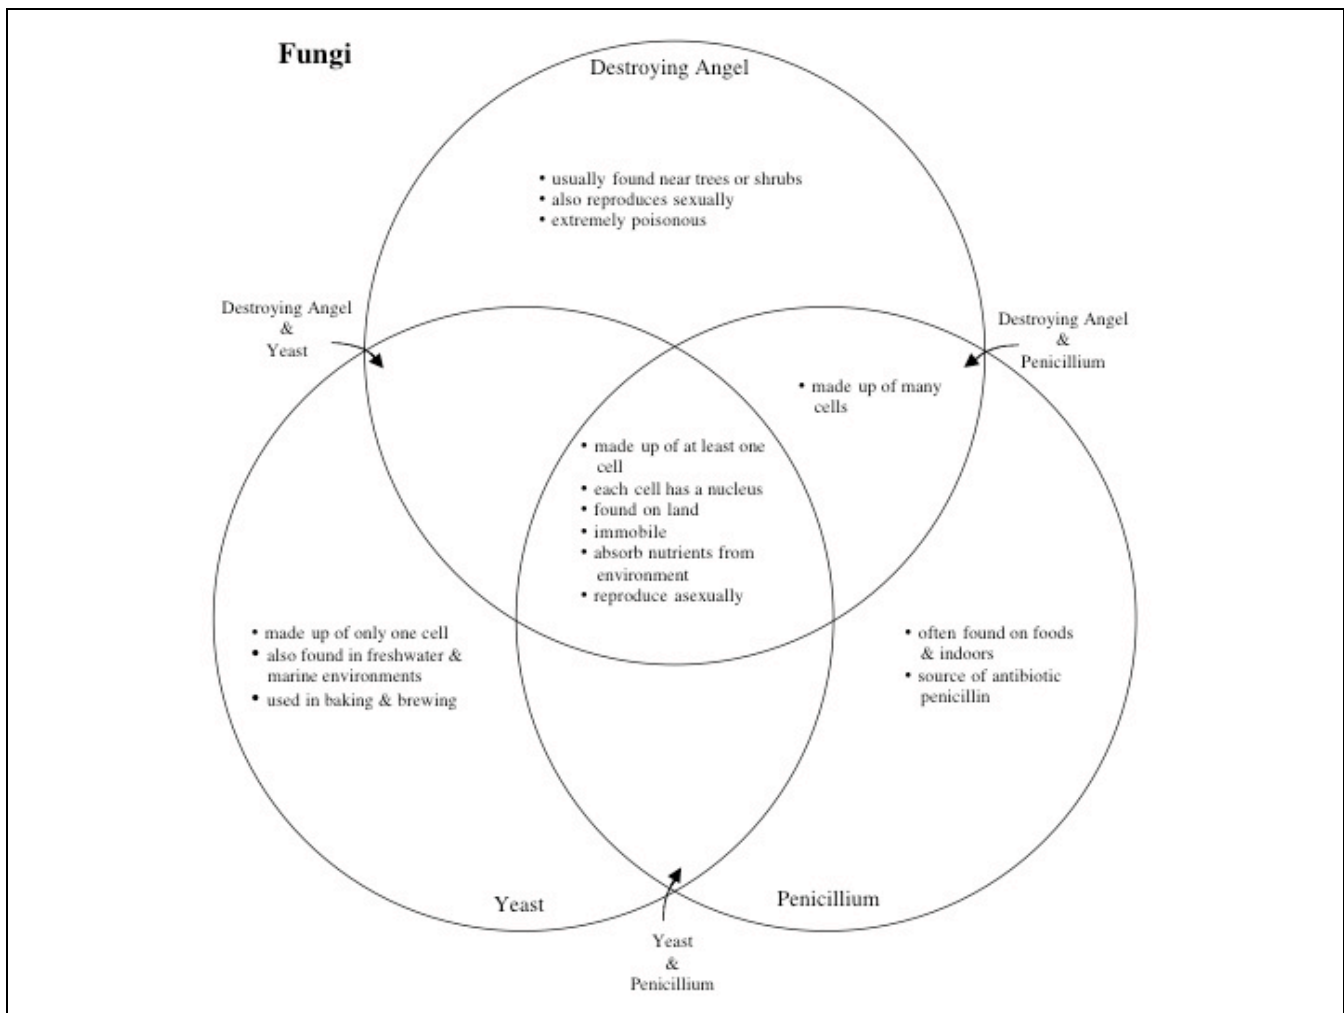 Fungi
Destroying Angel
• usually found near trees or shrubs
• also reproduces sexually
• extremely poisonous
Destroying Angel
&
Yeast
Destroying Angel
&
Penicillium
• made up of many
cells
• made up of at least one
cell
• each cell has a nucleus
• found on land
• immobile
• absorb nutrients from
environment
• reproduce asexually
• made up of only one cell
• also found in freshwater &
marine environments
• used in baking & brewing
• often found on foods
& indoors
• source of antibiotic
penicillin
Yeast
Penicillium
Yeast
&
Penicillium